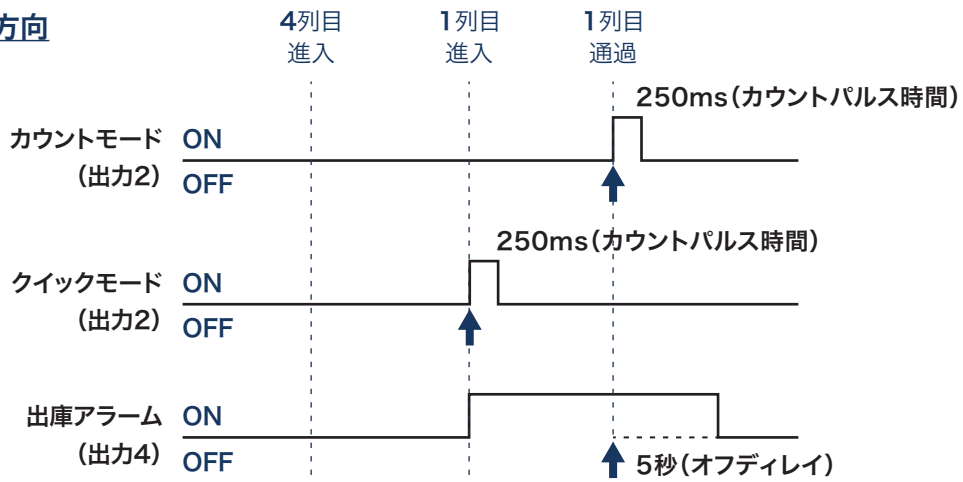 方向
4列目
進入
1列目
進入
1列目
通過
250ms(カウントパルス時間)
カウントモード ON
(出力2) OFF
250ms(カウントパルス時間)
クイックモード ON
(出力2) OFF
出庫アラーム ON
(出力4) OFF
5秒(オフディレイ)